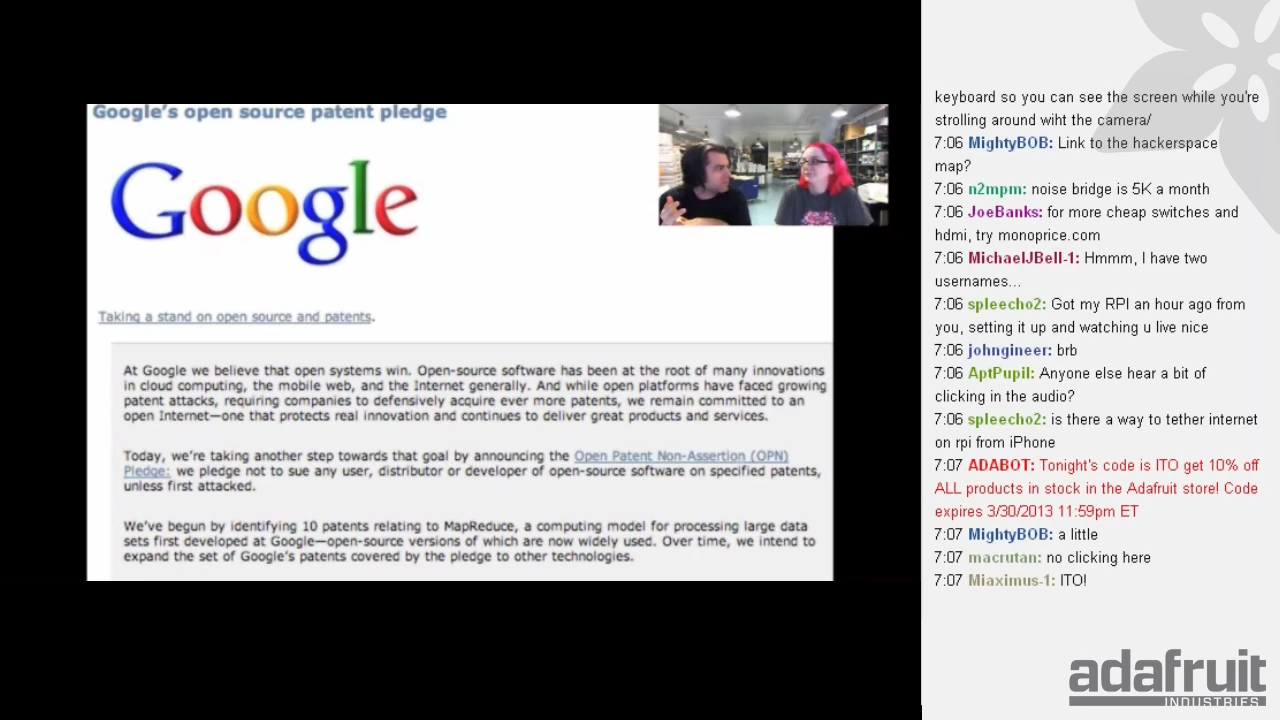 Google's open source patent pledge
Google
Taking a stand on open source and patents.
At Google we believe that open systems win. Open-source software has been at the root of many innovations
in cloud computing, the mobile web, and the Internet generally. And while open platforms have faced growing
patent attacks, requiring companies to defensively acquire ever more patents, we remain committed to an
open Internet—one that protects real innovation and continues to deliver great products and services.
Today, we're taking another step towards that goal by announcing the Open Patent Non-Assertion (OPN)
Pledge: we pledge not to sue any user, distributor or developer of open-source software on specified patents,
unless first attacked.
We've begun by identifying 10 patents relating to MapReduce, a computing model for processing large data
sets first developed at Google—open-source versions of which are now widely used. Over time, we intend to
expand the set of Google's patents covered by the pledge to other technologies.
keyboard so you can see the screen while you're
strolling around wiht the camera/
7:06 MightyBOB: Link to the hackerspace
map?
7:06 n2mpm: noise bridge is 5K a month
7:06 JoeBanks: for more cheap switches and
hdmi, try monoprice.com
7:06 MichaelJBell-1: Hmmm, I have two
usernames...
7:06 spleecho2: Got my RPI an hour ago from
you, setting it up and watching u live nice
7:06 johngineer: brb
7:06 AptPupil: Anyone else hear a bit of
clicking in the audio?
7:06 spleecho2: is there a way to tether internet
on rpi from iPhone
7:07 ADABOT: Tonight's code is ITO get 10% off
ALL products in stock in the Adafruit store! Code
expires 3/30/2013 11:59pm ET
7:07 MightyBOB: a little
7:07 macrutan: no clicking here
7:07 Miaximus-1: ITO!
adafruit
INDUSTRIES